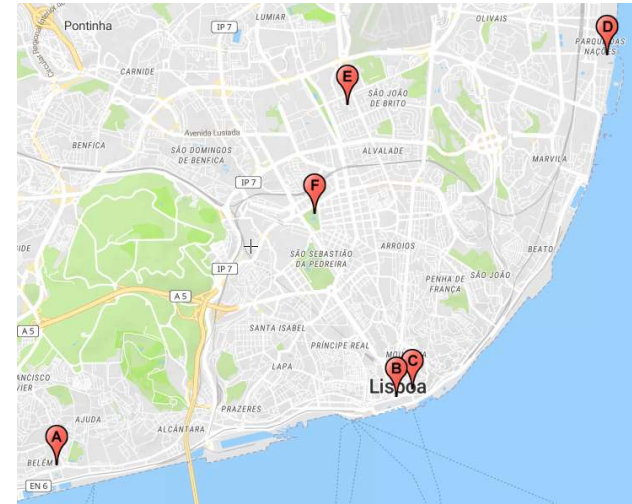 LUMIAR
OLIVAIS
Pontinha
IP 7
D
PARQUE DAS
NAÇÕES
E
CARNIDE
SÃO JOÃO
DE BRITO
Avenida Lusíada
BENFICA
SÃO DOMINGOS
DE BENFICA
ALVALADE
MARVILA
IP 7
F
SÃO SEBASTIÃO
DA PEDREIRA
ARROIOS
BEATO
IP 7
PENHA DE
FRANÇA
SÃO JOÃO
A 5
A 5
SANTA ISABEL
PRÍNCIPE REAL
LAPA
B
C
Lisboa
ANCISCO
VIER
AJUDA
PRAZERES
ALCÂNTARA
A
BELÉM
EN 6